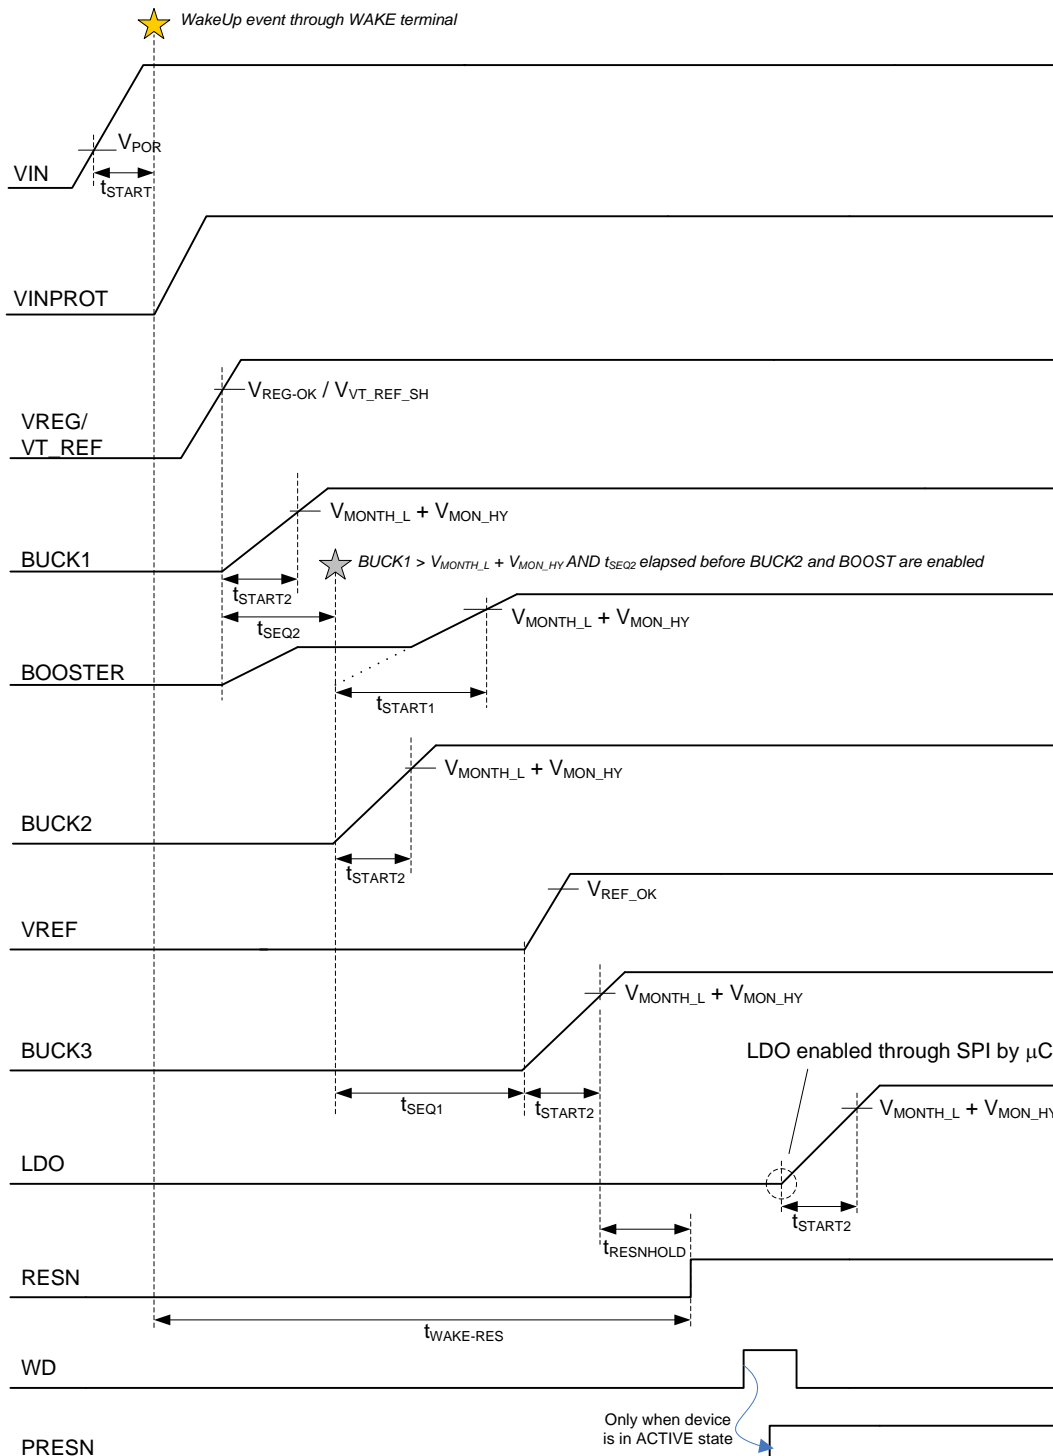 WakeUp event through WAKE terminal
VPOR
VIN
tSTART
VINPROT
VREG-OK / VVT_REF_SH
VREG/
VT_REF
VMONTH_L + VMON_HY
BUCK1
BUCK1 > VMONTH_L + VMON_HY AND tSEQ2 elapsed before BUCK2 and BOOST are enabled
tSTART2
VMONTH_L + VMON_HY
tSEQ2
BOOSTER
tSTART1
VMONTH_L + VMON_HY
BUCK2
tSTART2
VREF_OK
VREF
VMONTH_L + VMON_HY
BUCK3
LDO enabled through SPI by μC
tSEQ1
tSTART2
VMONTH_L + VMON_HY
LDO
tSTART2
tRESNHOLD
RESN
tWAKE-RES
WD
Only when device
is in ACTIVE state
PRESN